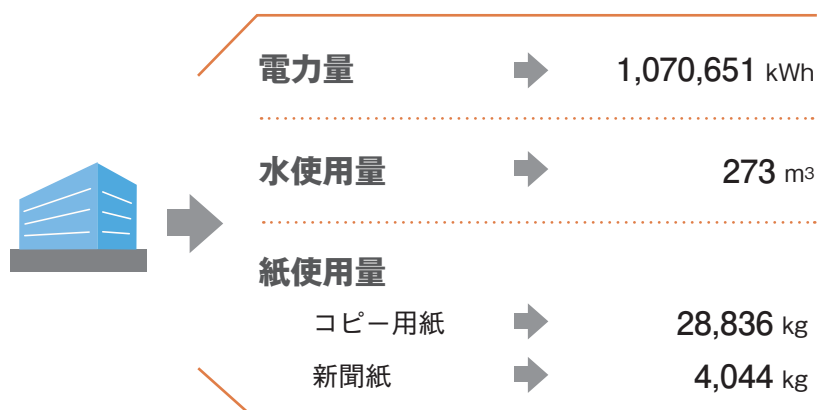 電力量 1,070,651 kWh
水使用量 273 m3
紙使用量
コピー用紙 28,836 kg
新聞紙 4,044 kg